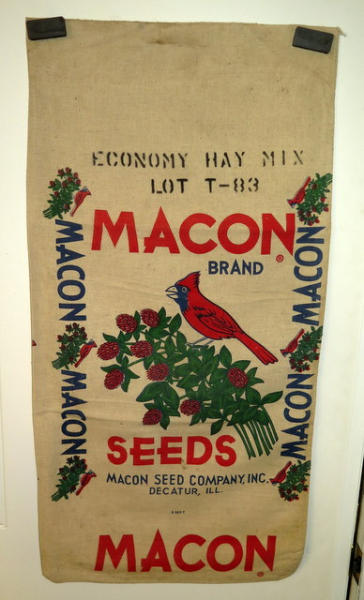 ECONOMY HAY MIX
LOT T-83
MACON ®
BRAND
MACON
MACON
MACON
MACON
SEEDS
MACON SEED COMPANY, INC.
DECATUR, ILL.
MACON ®